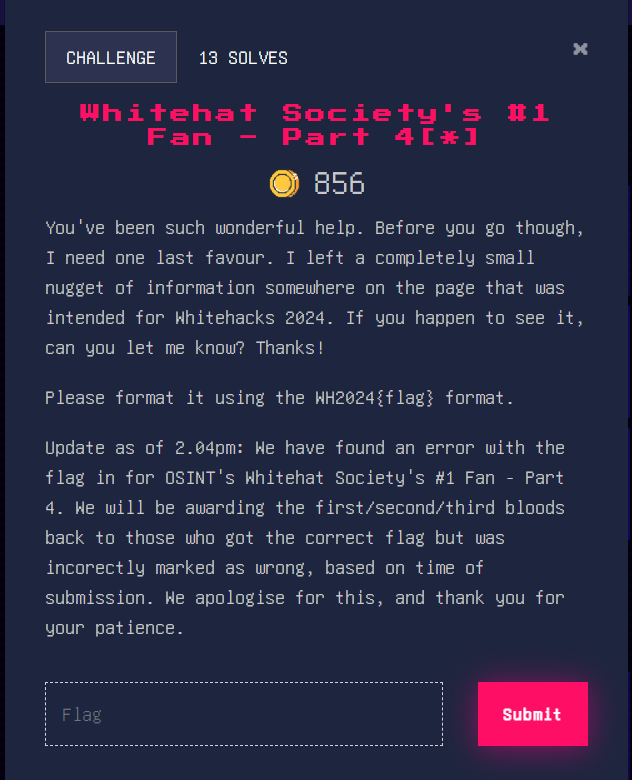 CHALLENGE 13 SOLVES ×
Whitehat Society's #1
Fan - Part 4[*]
856
You've been such wonderful help. Before you go though,
I need one last favour. I left a completely small
nugget of information somewhere on the page that was
intended for Whitehacks 2024. If you happen to see it,
can you let me know? Thanks!
Please format it using the WH2024{flag} format.
Update as of 2.04pm: We have found an error with the
flag in for OSINT's Whitehat Society's #1 Fan - Part
4. We will be awarding the first/second/third bloods
back to those who got the correct flag but was
incorectly marked as wrong, based on time of
submission. We apologise for this, and thank you for
your patience.
Flag Submit